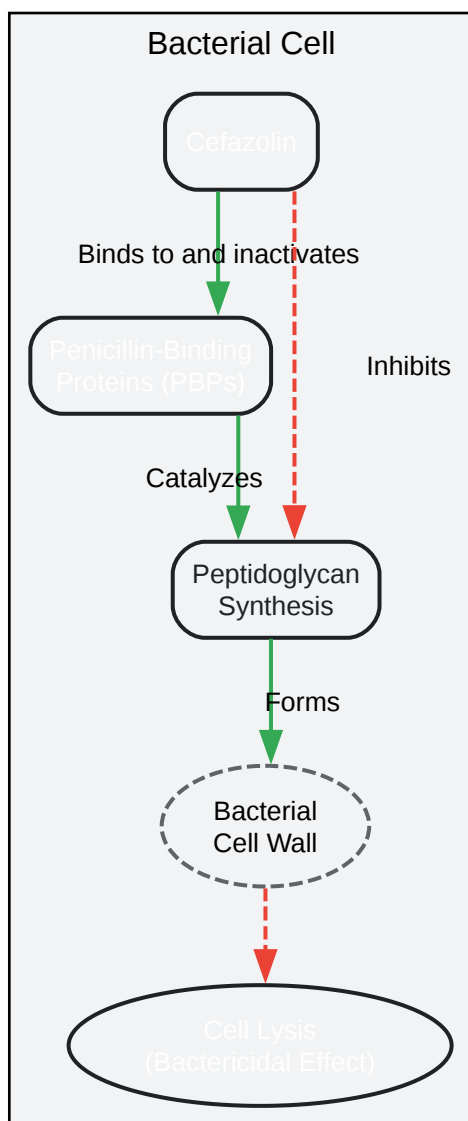 Bacterial Cell
Cefazolin
Binds to and inactivates
Penicillin-Binding
Proteins (PBPs)
Inhibits
Catalyzes
Peptidoglycan
Synthesis
Forms
Bacterial
Cell Wall
Cell Lysis
(Bactericidal Effect)